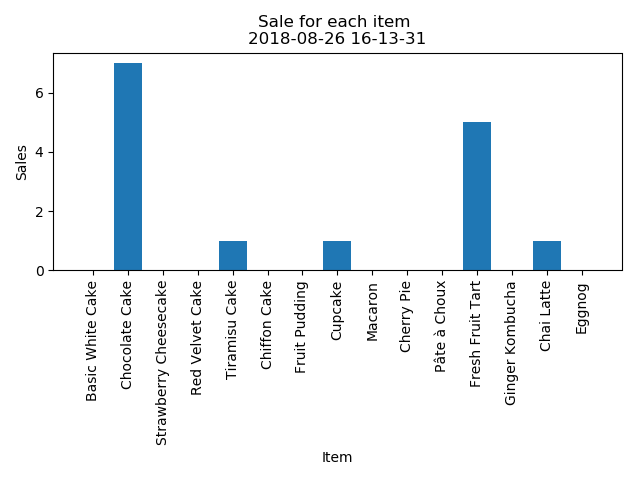 Sale for each item
2018-08-26 16-13-31
Sales
6
4
2
0
Basic White Cake
Chocolate Cake
Strawberry Cheesecake
Red Velvet Cake
Tiramisu Cake
Chiffon Cake
Fruit Pudding
Cupcake
Macaron
Cherry Pie
Pâte à Choux
Fresh Fruit Tart
Ginger Kombucha
Chai Latte
Eggnog
Item